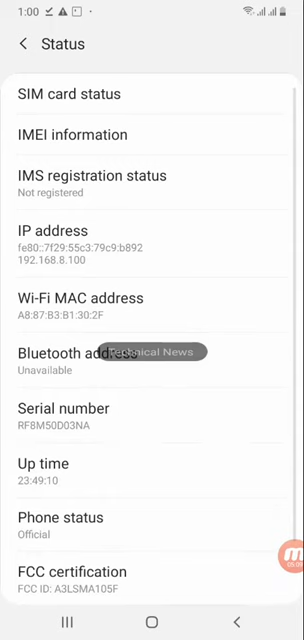 1:00
Status
SIM card status
IMEI information
IMS registration status
Not registered
IP address
fe80::7f29:55c3:79c9:b892
192.168.8.100
Wi-Fi MAC address
A8:87:B3:B1:30:2F
Bluetooth address
Technical News
Unavailable
Serial number
RF8M50D03NA
Up time
23:49:10
Phone status
Official
FCC certification
FCC ID: A3LSMA105F